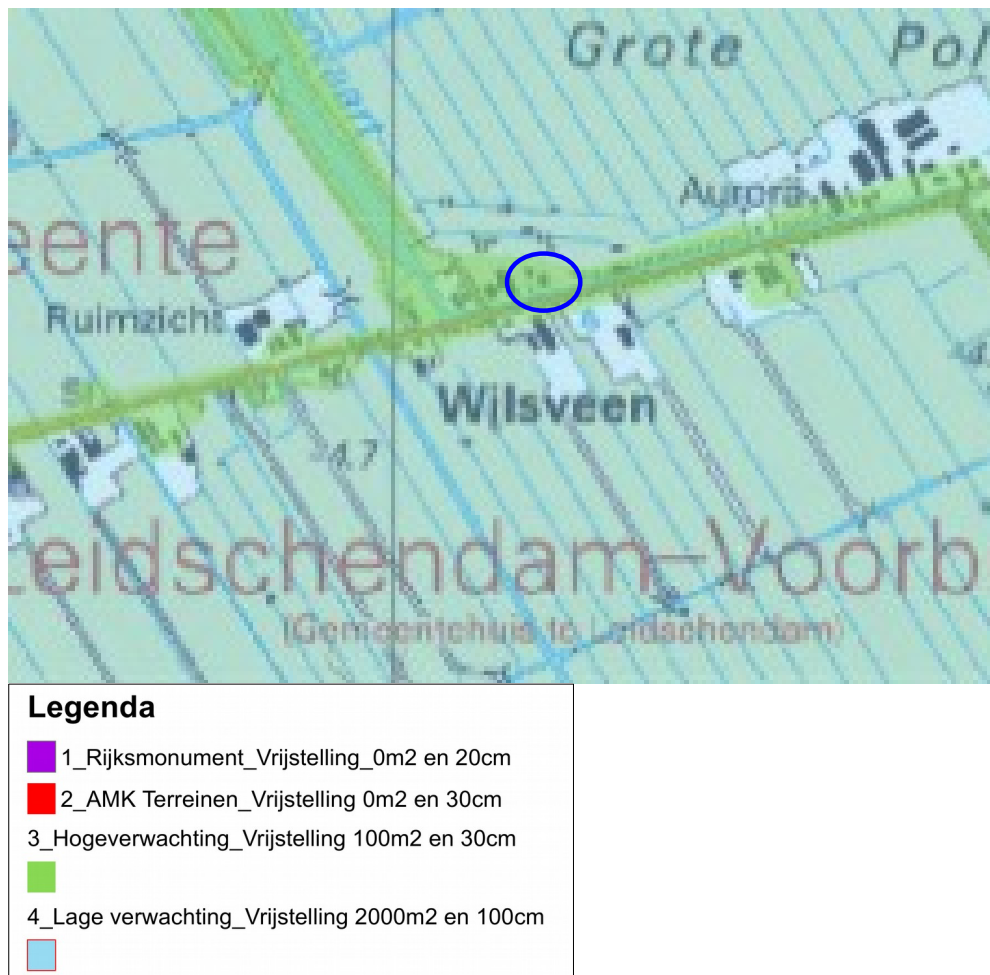 Grote Pol
Aurora
eente
Ruimzicht
Wilsveen
4.7
Leidschendam-Voorb
(Gemeentehuis te Leidschendam)
Legenda
1_Rijksmonument_Vrijstelling_0m2 en 20cm
2_AMK Terreinen_Vrijstelling 0m2 en 30cm
3_Hogeverwachting_Vrijstelling 100m2 en 30cm
4_Lage verwachting_Vrijstelling 2000m2 en 100cm